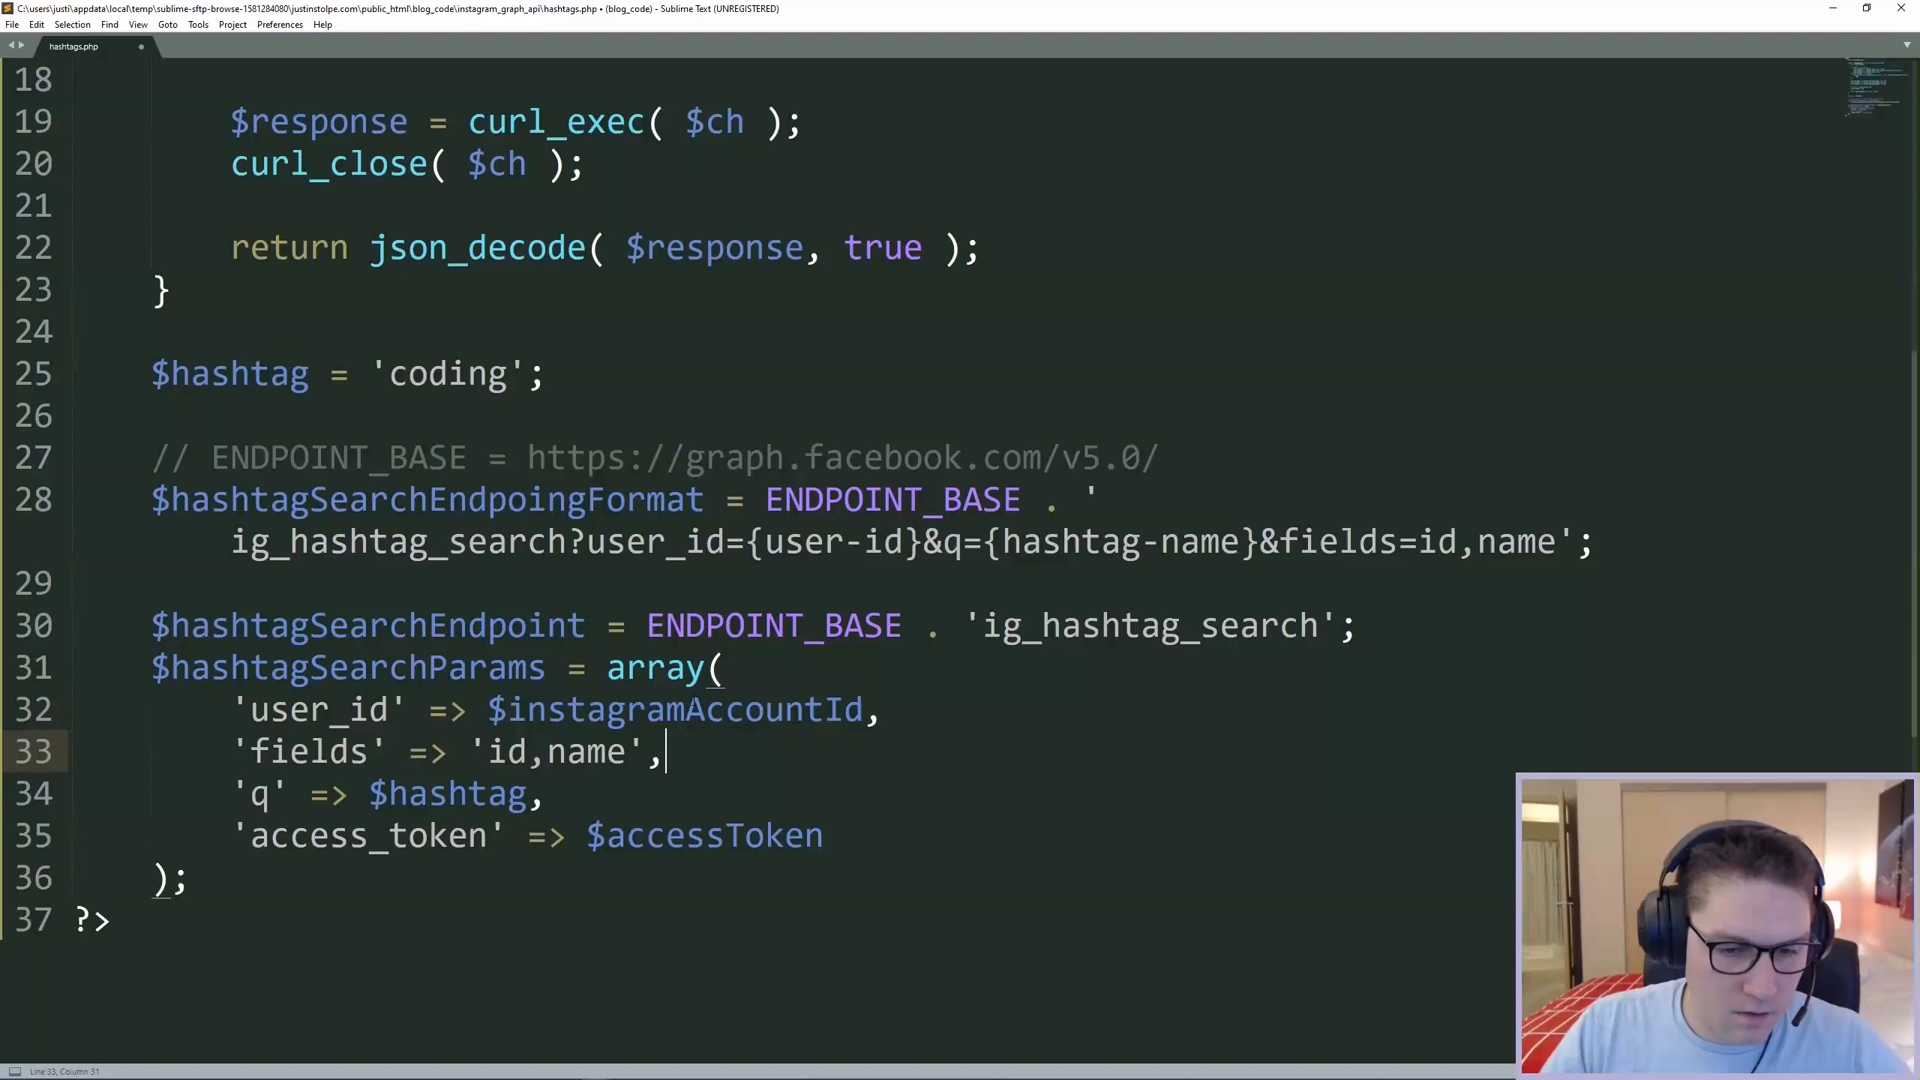 C:\users\justi\appdata\local\temp\sublime-sftp-browse-1581284080\justinstolpe.com\public_html\blog_code\instagram_graph_api\hashtags.php • (blog_code) - Sublime Text (UNREGISTERED)
File Edit Selection Find View Goto Tools Project Preferences Help
hashtags.php
18
19 $response = curl_exec( $ch );
20 curl_close( $ch );
21
22 return json_decode( $response, true );
23 }
24
25 $hashtag = 'coding';
26
27 // ENDPOINT_BASE = https://graph.facebook.com/v5.0/
28 $hashtagSearchEndpoingFormat = ENDPOINT_BASE . '
ig_hashtag_search?user_id={user-id}&q={hashtag-name}&fields=id,name';
29
30 $hashtagSearchEndpoint = ENDPOINT_BASE . 'ig_hashtag_search';
31 $hashtagSearchParams = array(
32 'user_id' => $instagramAccountId,
33 'fields' => 'id,name',
34 'q' => $hashtag,
35 'access_token' => $accessToken
36 );
37 ?>
Line 33, Column 31